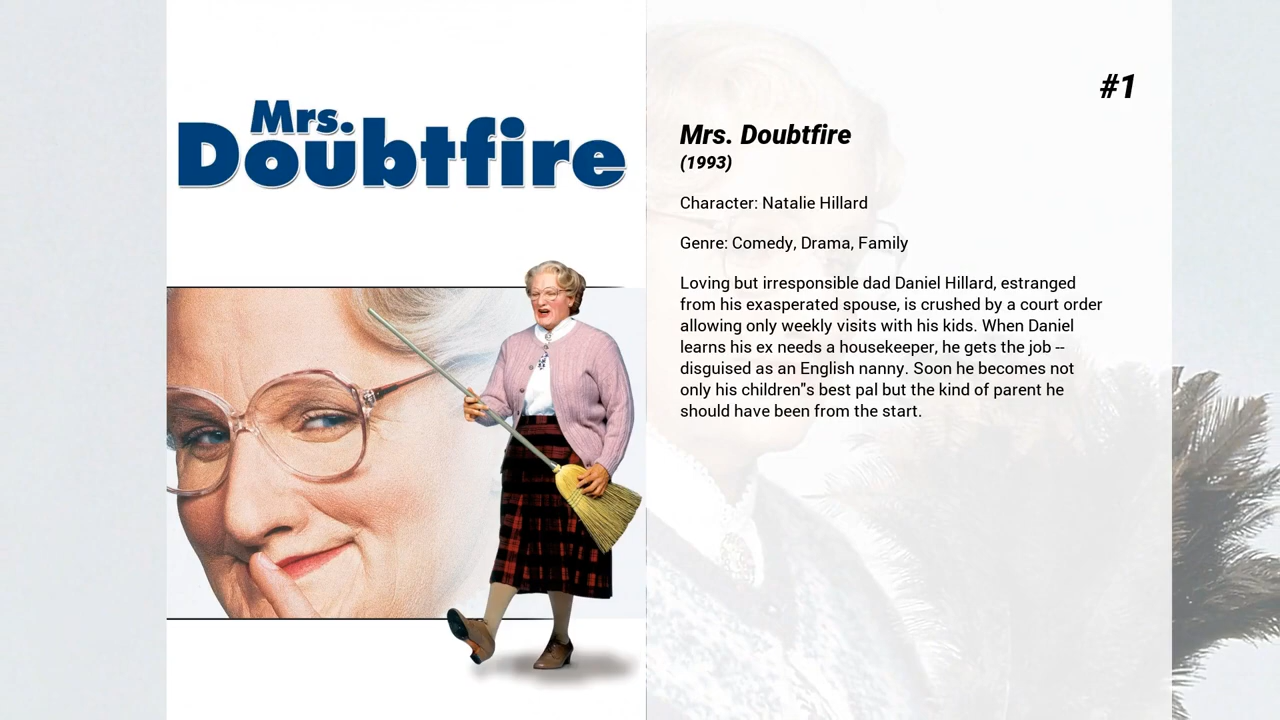 Mrs.
Doubtfire
#1
Mrs. Doubtfire
(1993)
Character: Natalie Hillard
Genre: Comedy, Drama, Family
Loving but irresponsible dad Daniel Hillard, estranged
from his exasperated spouse, is crushed by a court order
allowing only weekly visits with his kids. When Daniel
learns his ex needs a housekeeper, he gets the job --
disguised as an English nanny. Soon he becomes not
only his children"s best pal but the kind of parent he
should have been from the start.